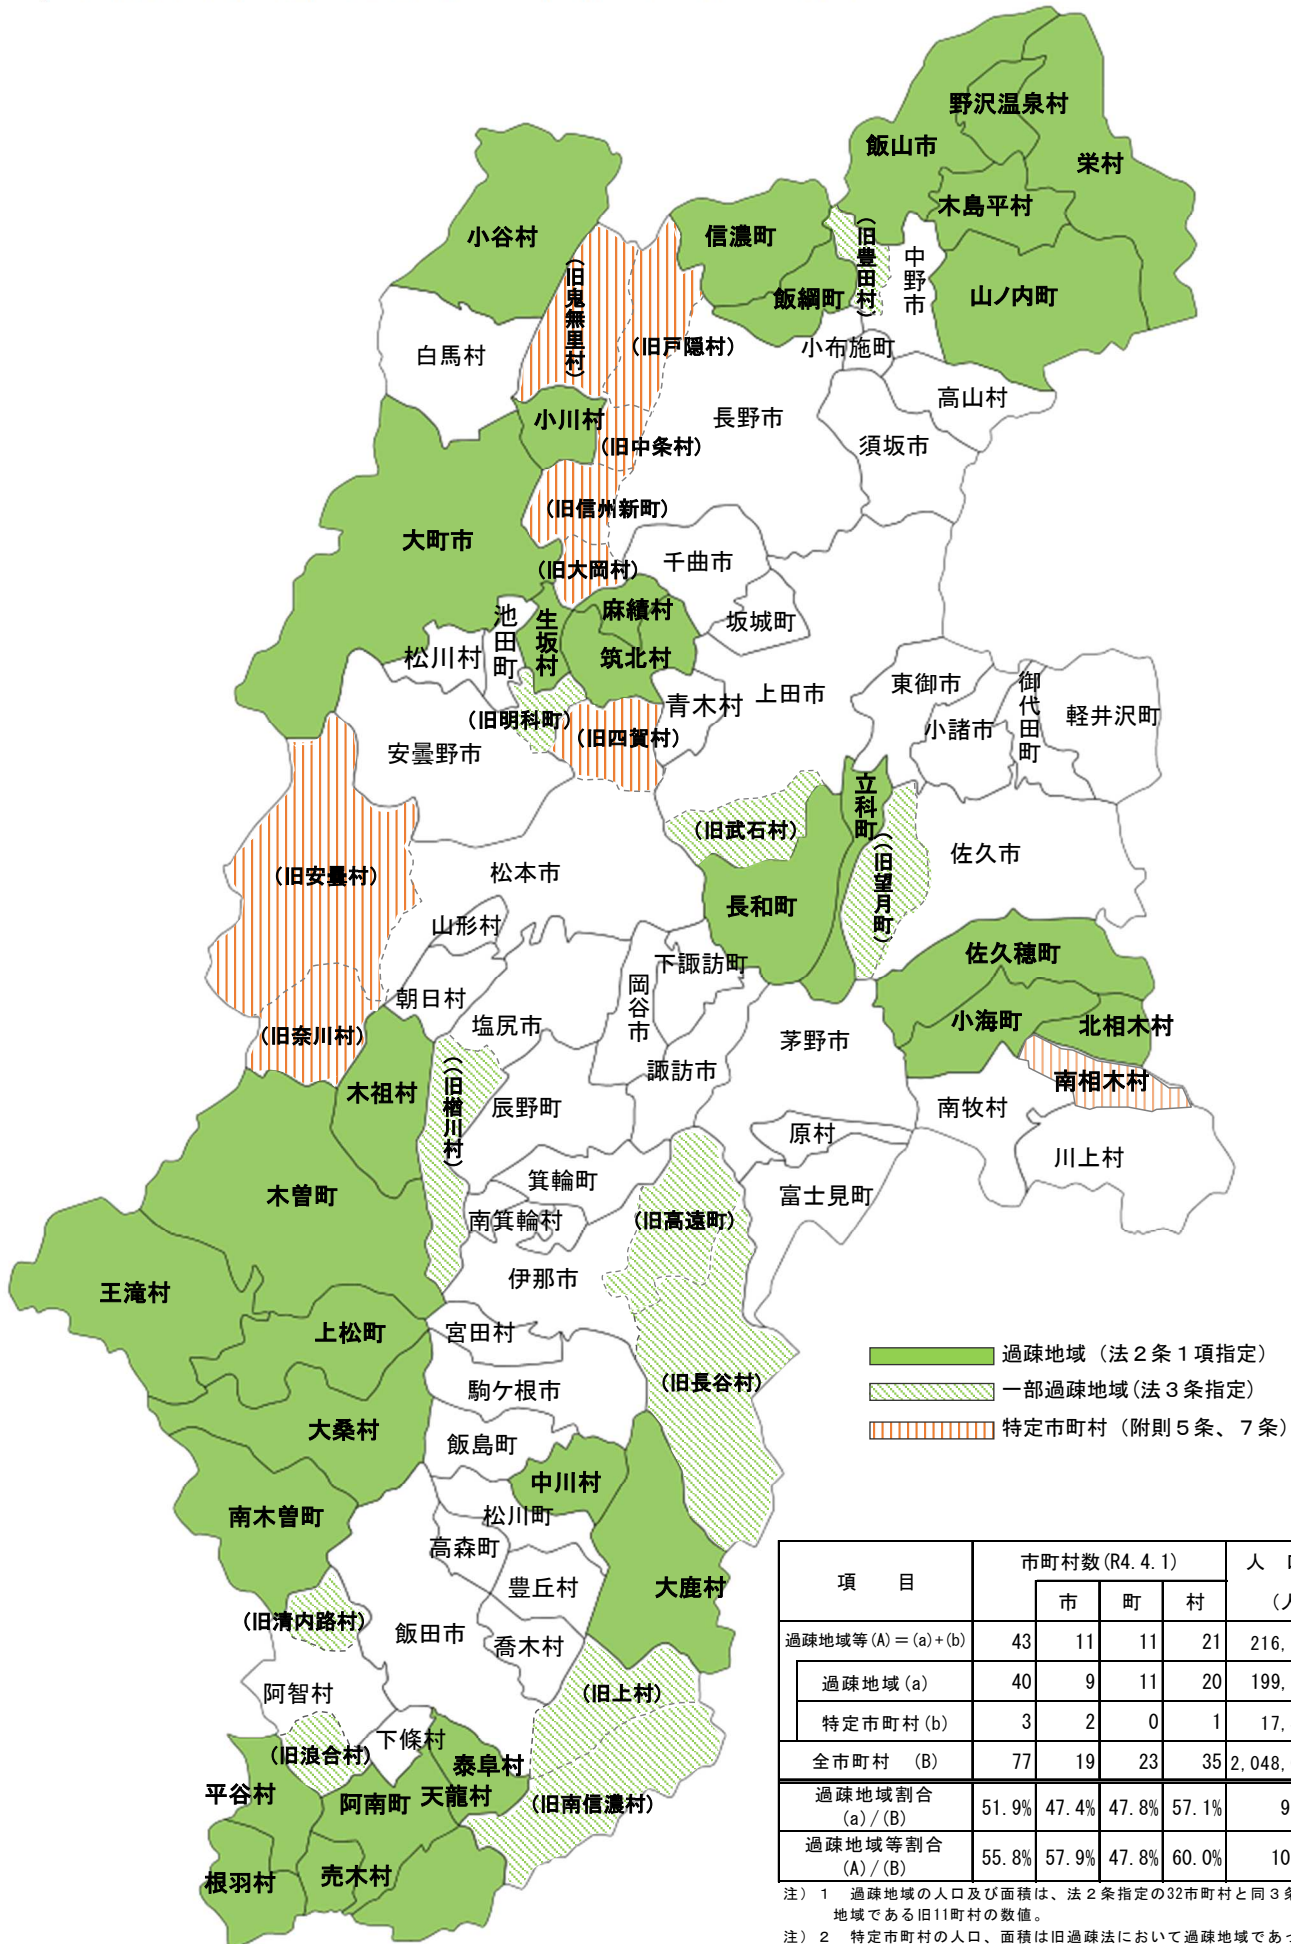 野沢温泉村
飯山市
栄村
木島平村
小谷村
信濃町
(旧豊田村)
中野市
飯綱町
山ノ内町
(旧鬼無里村)
(旧戸隠村)
小布施町
白馬村
高山村
小川村
長野市
(旧中条村)
須坂市
(旧信州新町)
大町市
(旧大岡村)
千曲市
麻績村
坂城町
池田町
生坂村
松川村
筑北村
青木村
上田市
東御市
御代田町
軽井沢町
(旧明科町)
(旧四賀村)
小諸市
安曇野市
立科町
(旧武石村)
((旧望月町)
佐久市
(旧安曇村)
松本市
長和町
山形村
佐久穂町
下諏訪町
朝日村
岡谷市
塩尻市
小海町
北相木村
(旧奈川村)
茅野市
諏訪市
南相木村
木祖村
((旧楢川村)
辰野町
南牧村
原村
川上村
箕輪町
木曽町
富士見町
南箕輪村
(旧高遠町)
伊那市
王滝村
上松町
宮田村
(旧長谷村)
駒ケ根市
大桑村
飯島町
中川村
南木曽町
松川町
高森町
豊丘村
大鹿村
(旧清内路村)
飯田市
喬木村
阿智村
(旧上村)
下條村
(旧浪合村)
泰阜村
平谷村
阿南町
天龍村
(旧南信濃村)
売木村
根羽村
過疎地域（法２条１項指定）
一部過疎地域(法３条指定)
特定市町村（附則５条、７条）
項　目 市町村数(R4.4.1) 人
市 町 村
過疎地域等(A)＝(a)+(b) 43 11 11 21 216,
過疎地域(a) 40 9 11 20 199,
特定市町村(b) 3 2 0 1 17,
全市町村　(B) 77 19 23 35 2,048,
過疎地域割合
(a)/(B) 51.9% 47.4% 47.8% 57.1% 9
過疎地域等割合
(A)/(B) 55.8% 57.9% 47.8% 60.0% 10
注）１　過疎地域の人口及び面積は、法２条指定の32市町村と同３条
地域である旧11町村の数値。
注）２　特定市町村の人口、面積は旧過疎法において過疎地域であっ